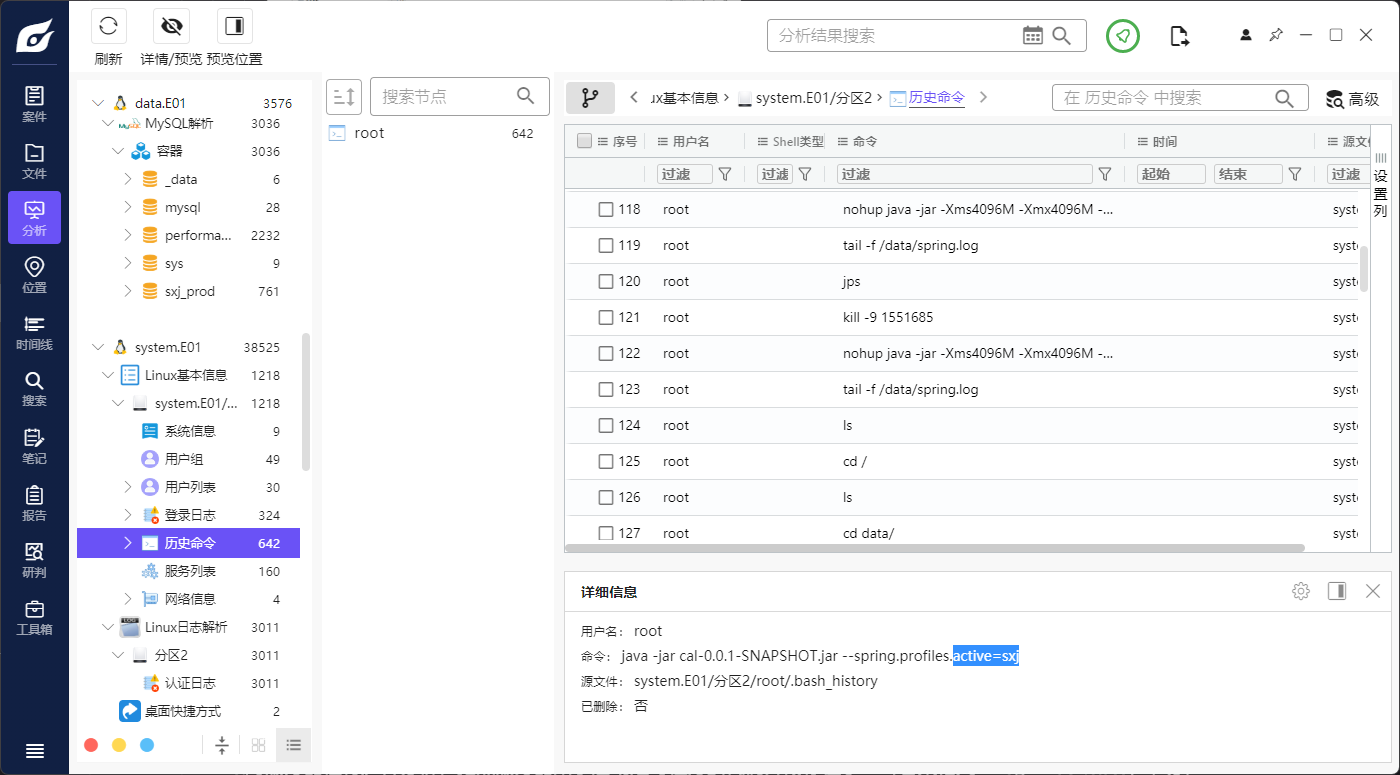 刷新
详情/预览
预览位置
分析结果搜索
案件
文件
分析
位置
时间线
搜索
笔记
报告
研判
工具箱
data.E01 3576
MySQL解析 3036
容器 3036
_data 6
mysql 28
performa... 2232
sys 9
sxj_prod 761
system.E01 38525
Linux基本信息 1218
system.E01/... 1218
系统信息 9
用户组 49
用户列表 30
登录日志 324
历史命令 642
服务列表 160
网络信息 4
Linux日志解析 3011
分区2 3011
认证日志 3011
桌面快捷方式 2
搜索节点
root 642
ux基本信息 system.E01/分区2 历史命令
在 历史命令 中搜索
高级
序号 用户名 Shell类型 命令 时间 源文件
过滤 过滤 过滤 起始 结束 过滤
设置列
118 root nohup java -jar -Xms4096M -Xmx4096M -... syste
119 root tail -f /data/spring.log syste
120 root jps syste
121 root kill -9 1551685 syste
122 root nohup java -jar -Xms4096M -Xmx4096M -... syste
123 root tail -f /data/spring.log syste
124 root ls syste
125 root cd / syste
126 root ls syste
127 root cd data/ syste
详细信息
用户名： root
命令： java -jar cal-0.0.1-SNAPSHOT.jar --spring.profiles.active=sxj
源文件： system.E01/分区2/root/.bash_history
已删除： 否